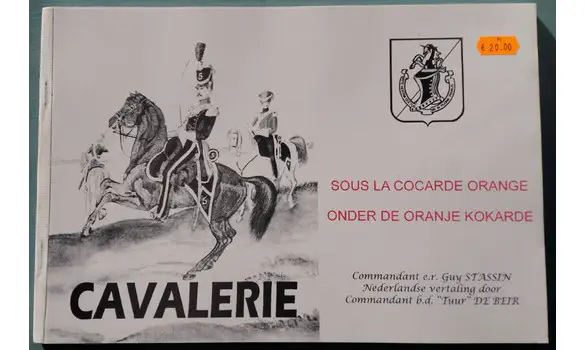 € 20.00
SOUS LA COCARDE ORANGE
ONDER DE ORANJE KOKARDE
Commandant e.r. Guy STASSIN
Nederlandse vertaling door
Commandant b.d. "Tuur" DE BEIR
CAVALERIE